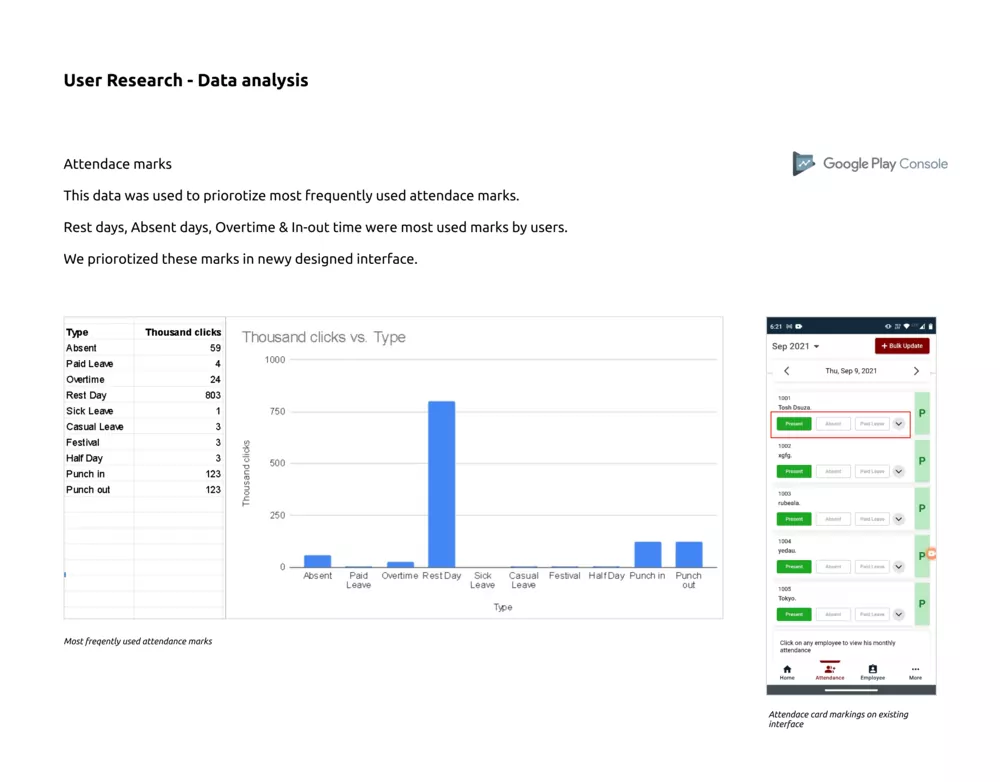 User Research - Data analysis
Attendace marks
Google Play Console
This data was used to priorotize most frequently used attendace marks.
Rest days, Absent days, Overtime & In-out time were most used marks by users.
We priorotized these marks in newy designed interface.
Type Thousand clicks
Absent 59
Paid Leave 4
Overtime 24
Rest Day 803
Sick Leave 1
Casual Leave 3
Festival 3
Half Day 3
Punch in 123
Punch out 123
Thousand clicks vs. Type
Thousand clicks
1000
750
500
250
0
Absent Paid Leave Overtime Rest Day Sick Leave Casual Leave Festival Half Day Punch in Punch out
Type
Most freqently used attendance marks
6:21
Sep 2021 + Bulk Update
Thu, Sep 9, 2021
1001
Tosh Dsuza.
Present Absent Paid Leave P
1002
xgfg.
Present Absent Paid Leave P
1003
rubeala.
Present Absent Paid Leave P
1004
yedau.
Present Absent Paid Leave P
1005
Tokyo.
Present Absent Paid Leave P
Click on any employee to view his monthly
attendance
Home Attendance Employee More
Attendace card markings on existing
interface